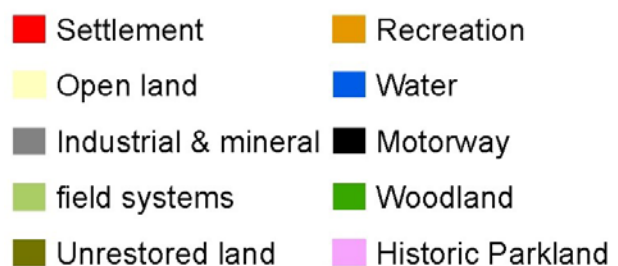 Settlement
Recreation
Open land
Water
Industrial & mineral
Motorway
field systems
Woodland
Unrestored land
Historic Parkland